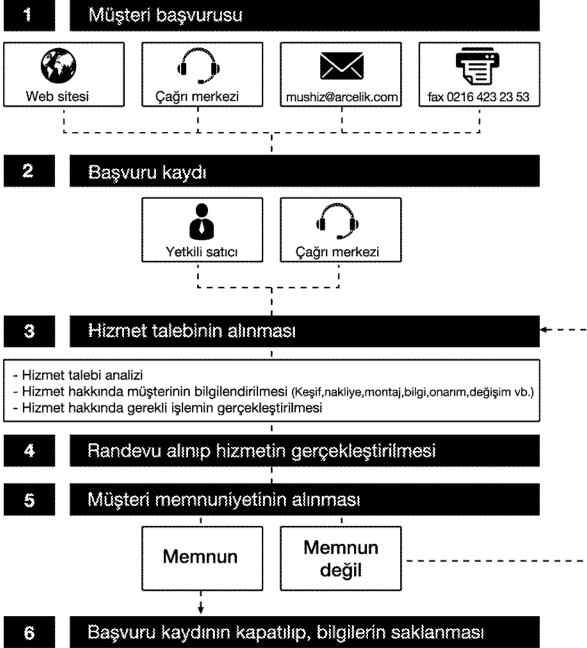 1 Müşteri başvurusu
Web sitesi
Çağrı merkezi
mushiz@arcelik.com
fax 0216 423 23 53
2 Başvuru kaydı
Yetkili satıcı
Çağrı merkezi
3 Hizmet talebinin alınması
- Hizmet talebi analizi
- Hizmet hakkında müşterinin bilgilendirilmesi (Keşif,nakliye,montaj,bilgi,onarım,değişim vb.)
- Hizmet hakkında gerekli işlemin gerçekleştirilmesi
4 Randevu alınıp hizmetin gerçekleştirilmesi
5 Müşteri memnuniyetinin alınması
Memnun
Memnun
değil
6 Başvuru kaydının kapatılıp, bilgilerin saklanması